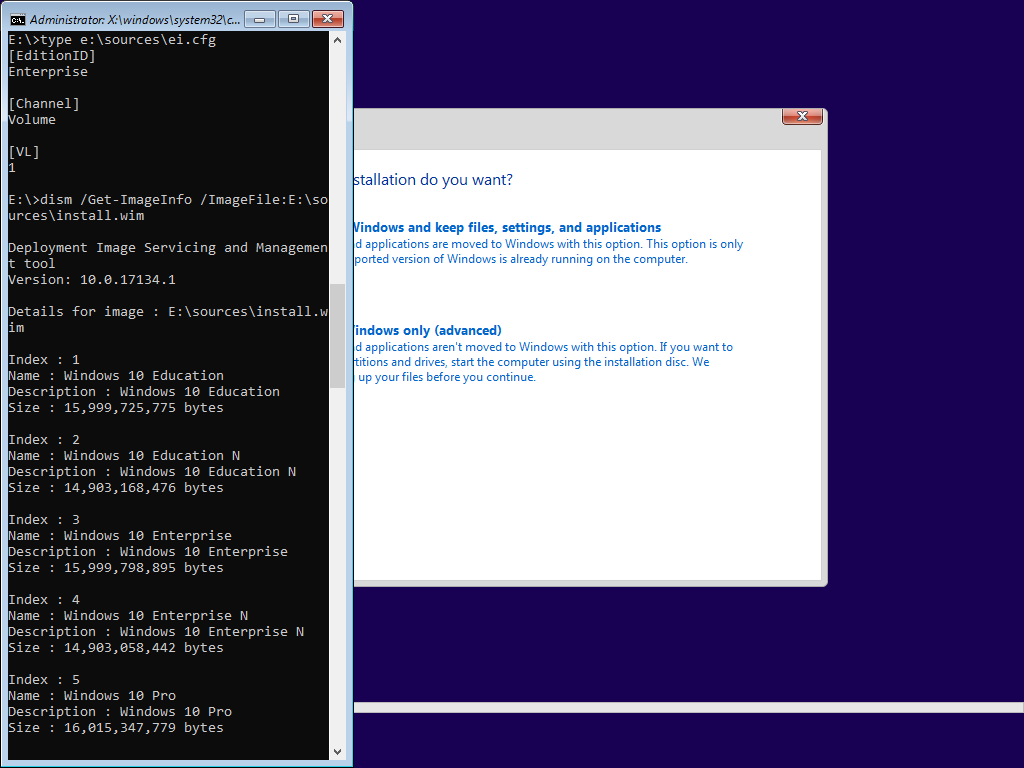 Administrator: X:\windows\system32\c...
E:\>type e:\sources\ei.cfg
[EditionID]
Enterprise
[Channel]
Volume
[VL]
1
E:\>dism /Get-ImageInfo /ImageFile:E:\so
urces\install.wim
Deployment Image Servicing and Managemen
t tool
Version: 10.0.17134.1
Details for image : E:\sources\install.w
im
Index : 1
Name : Windows 10 Education
Description : Windows 10 Education
Size : 15,999,725,775 bytes
Index : 2
Name : Windows 10 Education N
Description : Windows 10 Education N
Size : 14,903,168,476 bytes
Index : 3
Name : Windows 10 Enterprise
Description : Windows 10 Enterprise
Size : 15,999,798,895 bytes
Index : 4
Name : Windows 10 Enterprise N
Description : Windows 10 Enterprise N
Size : 14,903,058,442 bytes
Index : 5
Name : Windows 10 Pro
Description : Windows 10 Pro
Size : 16,015,347,779 bytes
stallation do you want?
Windows and keep files, settings, and applications
d applications are moved to Windows with this option. This option is only
ported version of Windows is already running on the computer.
indows only (advanced)
d applications aren't moved to Windows with this option. If you want to
titions and drives, start the computer using the installation disc. We
up your files before you continue.